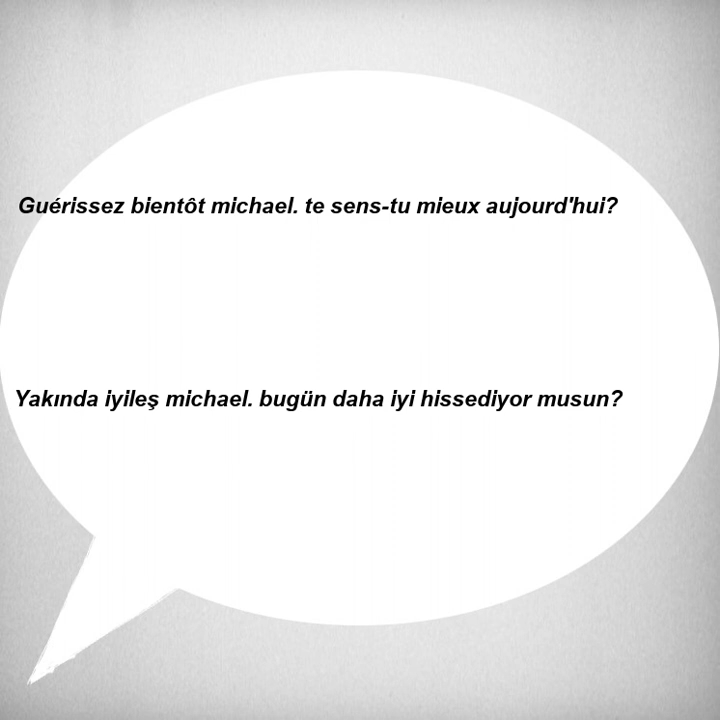 Guérissez bientôt michael. te sens-tu mieux aujourd'hui?
Yakında iyileş michael. bugün daha iyi hissediyor musun?